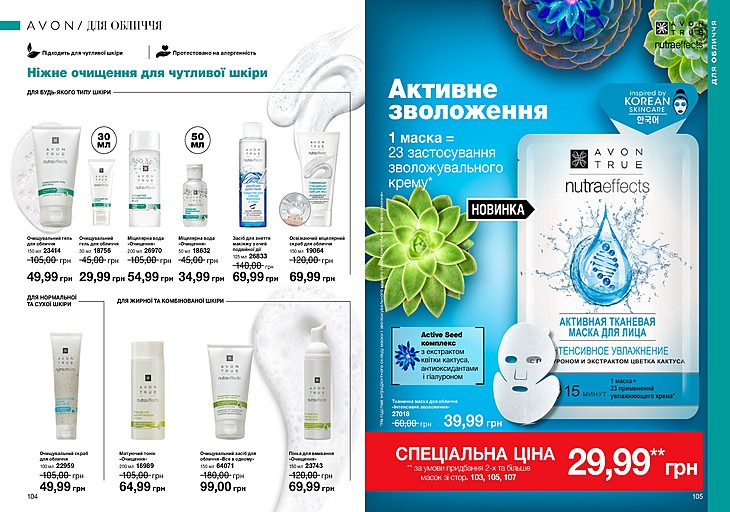 AVON / ДЛЯ ОБЛИЧЧЯ
Підходить для чутливої шкіри
Протестовано на алергенність
Ніжне очищення для чутливої шкіри
ДЛЯ БУДЬ-ЯКОГО ТИПУ ШКІРИ
30 МЛ
50 МЛ
Очищувальний гель
для обличчя
150 мл 23414
105,00 грн
49,99 грн
Очищувальний
гель для обличчя
30 мл 18756
45,00 грн
29,99 грн
Міцелярна вода
«Очищення»
200 мл 26970
105,00 грн
54,99 грн
Міцелярна вода
«Очищення»
50 мл 18632
45,00 грн
34,99 грн
Засіб для зняття
макіяжу з очей
подвійної дії
125 мл 26833
140,00 грн
69,99 грн
Освіжаючий міцелярний
скраб для обличчя
150 мл 19064
120,00 грн
69,99 грн
ДЛЯ НОРМАЛЬНОЇ
ТА СУХОЇ ШКІРИ
ДЛЯ ЖИРНОЇ ТА КОМБІНОВАНОЇ ШКІРИ
Очищувальний скраб
для обличчя
100 мл 22959
105,00 грн
49,99 грн
Матуючий тонік
«Очищення»
200 мл 16989
105,00 грн
64,99 грн
Очищувальний засіб для
обличчя «Все в одному»
150 мл 64071
180,00 грн
99,00 грн
Пінка для вмивання
«Очищення»
150 мл 23743
120,00 грн
69,99 грн
104
AVON
TRUE
nutraeffects
ДЛЯ ОБЛИЧЧЯ
Активне
зволоження
1 маска =
23 застосування
зволожувального
крему*
НОВИНКА
inspired by
KOREAN
SKINCARE
한국어
AVON
TRUE
nutraeffects
АКТИВНАЯ ТКАНЕВАЯ
МАСКА ДЛЯ ЛИЦА
ИНТЕНСИВНОЕ УВЛАЖНЕНИЕ
УРОНОМ И ЭКСТРАКТОМ ЦВЕТКА КАКТУСА
15 МИНУТ
1 маска =
23 применений
увлажняющего крема*
Active Seed
комплекс
з екстрактом
квітки кактуса,
антиоксидантами
і гіалуроном
Тканинна маска для обличчя
«Інтенсивне зволоження»
27018
60,00 грн
39,99 грн
СПЕЦІАЛЬНА ЦІНА
** за умови придбання 2-х та більше
масок зі стор. 103, 105, 107
29,99** грн
105